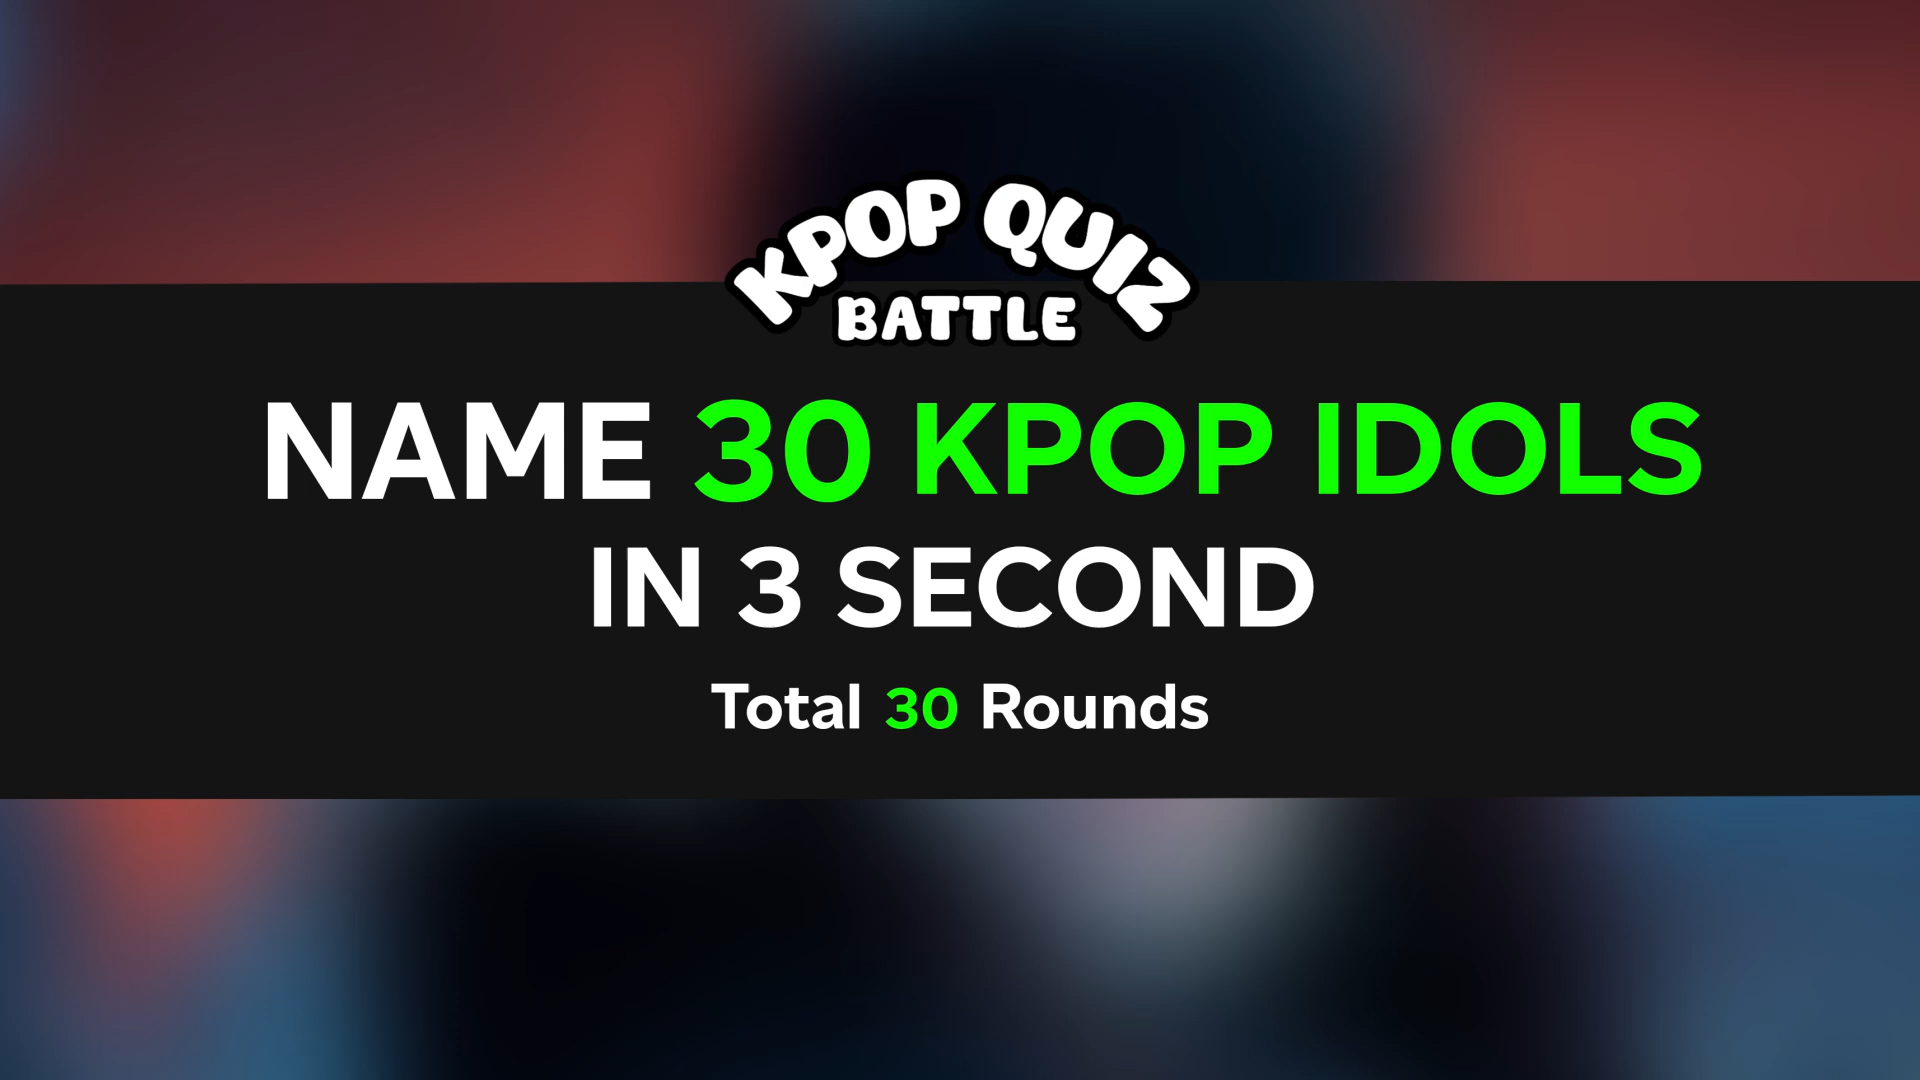 KPOP QUIZ
BATTLE
NAME 30 KPOP IDOLS
IN 3 SECOND
Total 30 Rounds